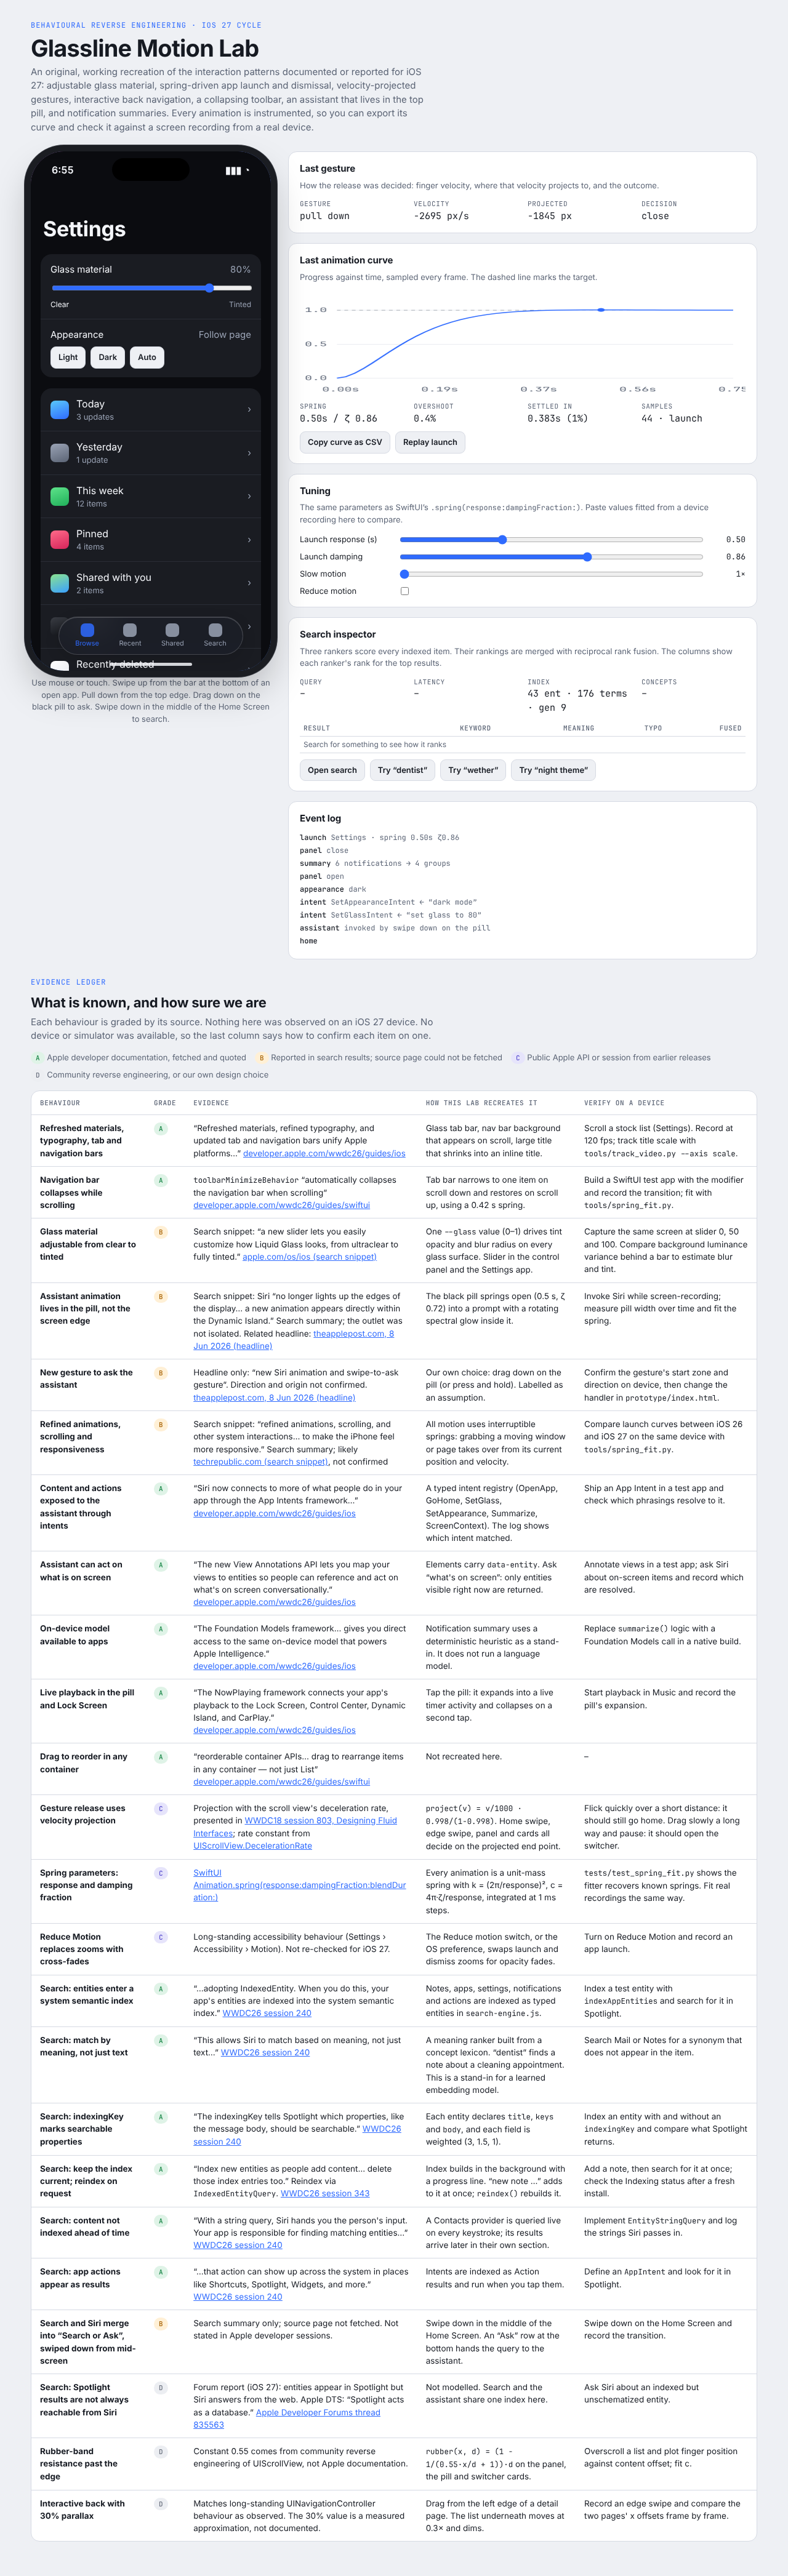 BEHAVIOURAL REVERSE ENGINEERING · IOS 27 CYCLE
Glassline Motion Lab
An original, working recreation of the interaction patterns documented or reported for iOS
27: adjustable glass material, spring-driven app launch and dismissal, velocity-projected
gestures, interactive back navigation, a collapsing toolbar, an assistant that lives in the top
pill, and notification summaries. Every animation is instrumented, so you can export its
curve and check it against a screen recording from a real device.
6:55
Settings
Glass material 80%
Clear Tinted
Appearance Follow page
Light Dark Auto
Today
3 updates
Yesterday
1 update
This week
12 items
Pinned
4 items
Shared with you
2 items
Browse Recent Shared Search
Recently deleted
Use mouse or touch. Swipe up from the bar at the bottom of an
open app. Pull down from the top edge. Drag down on the
black pill to ask. Swipe down in the middle of the Home Screen
to search.
Last gesture
How the release was decided: finger velocity, where that velocity projects to, and the outcome.
GESTURE VELOCITY PROJECTED DECISION
pull down -2695 px/s -1845 px close
Last animation curve
Progress against time, sampled every frame. The dashed line marks the target.
1.0
0.5
0.0
0.00s 0.19s 0.37s 0.56s 0.75
SPRING OVERSHOOT SETTLED IN SAMPLES
0.50s / ζ 0.86 0.4% 0.383s (1%) 44 · launch
Copy curve as CSV Replay launch
Tuning
The same parameters as SwiftUI's .spring(response:dampingFraction:). Paste values fitted from a device
recording here to compare.
Launch response (s) 0.50
Launch damping 0.86
Slow motion 1×
Reduce motion
Search inspector
Three rankers score every indexed item. Their rankings are merged with reciprocal rank fusion. The columns show
each ranker's rank for the top results.
QUERY LATENCY INDEX CONCEPTS
– – 43 ent · 176 terms –
· gen 9
RESULT KEYWORD MEANING TYPO FUSED
Search for something to see how it ranks
Open search Try “dentist” Try “wether” Try “night theme”
Event log
launch Settings · spring 0.50s ζ0.86
panel close
summary 6 notifications → 4 groups
panel open
appearance dark
intent SetAppearanceIntent ← "dark mode"
intent SetGlassIntent ← "set glass to 80"
assistant invoked by swipe down on the pill
home
EVIDENCE LEDGER
What is known, and how sure we are
Each behaviour is graded by its source. Nothing here was observed on an iOS 27 device. No
device or simulator was available, so the last column says how to confirm each item on one.
A Apple developer documentation, fetched and quoted B Reported in search results; source page could not be fetched C Public Apple API or session from earlier releases
D Community reverse engineering, or our own design choice
BEHAVIOUR GRADE EVIDENCE HOW THIS LAB RECREATES IT VERIFY ON A DEVICE
Refreshed materials,
typography, tab and
navigation bars
A
“Refreshed materials, refined typography, and
updated tab and navigation bars unify Apple
platforms…” developer.apple.com/wwdc26/guides/ios
Glass tab bar, nav bar background
that appears on scroll, large title
that shrinks into an inline title.
Scroll a stock list (Settings). Record at
120 fps; track title scale with
tools/track_video.py --axis scale.
Navigation bar
collapses while
scrolling
A
toolbarMinimizeBehavior “automatically collapses
the navigation bar when scrolling”
developer.apple.com/wwdc26/guides/swiftui
Tab bar narrows to one item on
scroll down and restores on scroll
up, using a 0.42 s spring.
Build a SwiftUI test app with the modifier
and record the transition; fit with
tools/spring_fit.py.
Glass material
adjustable from clear to
tinted
B
Search snippet: “a new slider lets you easily
customize how Liquid Glass looks, from ultraclear to
fully tinted.” apple.com/os/ios (search snippet)
One --glass value (0–1) drives tint
opacity and blur radius on every
glass surface. Slider in the control
panel and the Settings app.
Capture the same screen at slider 0, 50
and 100. Compare background luminance
variance behind a bar to estimate blur
and tint.
Assistant animation
lives in the pill, not the
screen edge
B
Search snippet: Siri “no longer lights up the edges of
the display… a new animation appears directly within
the Dynamic Island.” Search summary; the outlet was
not isolated. Related headline: theapplepost.com, 8
Jun 2026 (headline)
The black pill springs open (0.5 s, ζ
0.72) into a prompt with a rotating
spectral glow inside it.
Invoke Siri while screen-recording;
measure pill width over time and fit the
spring.
New gesture to ask the
assistant
B
Headline only: “new Siri animation and swipe-to-ask
gesture”. Direction and origin not confirmed.
theapplepost.com, 8 Jun 2026 (headline)
Our own choice: drag down on the
pill (or press and hold). Labelled as
an assumption.
Confirm the gesture's start zone and
direction on device, then change the
handler in prototype/index.html.
Refined animations,
scrolling and
responsiveness
B
Search snippet: “refined animations, scrolling, and
other system interactions… to make the iPhone feel
more responsive.” Search summary; likely
techrepublic.com (search snippet), not confirmed
All motion uses interruptible
springs: grabbing a moving window
or page takes over from its current
position and velocity.
Compare launch curves between iOS 26
and iOS 27 on the same device with
tools/spring_fit.py.
Content and actions
exposed to the
assistant through
intents
A
“Siri now connects to more of what people do in your
app through the App Intents framework…”
developer.apple.com/wwdc26/guides/ios
A typed intent registry (OpenApp,
GoHome, SetGlass,
SetAppearance, Summarize,
ScreenContext). The log shows
which intent matched.
Ship an App Intent in a test app and
check which phrasings resolve to it.
Assistant can act on
what is on screen
A
“The new View Annotations API lets you map your
views to entities so people can reference and act on
what's on screen conversationally.”
developer.apple.com/wwdc26/guides/ios
Elements carry data-entity. Ask
“what's on screen”: only entities
visible right now are returned.
Annotate views in a test app; ask Siri
about on-screen items and record which
are resolved.
On-device model
available to apps
A
“The Foundation Models framework… gives you direct
access to the same on-device model that powers
Apple Intelligence.”
developer.apple.com/wwdc26/guides/ios
Notification summary uses a
deterministic heuristic as a stand-
in. It does not run a language
model.
Replace summarize() logic with a
Foundation Models call in a native build.
Live playback in the pill
and Lock Screen
A
“The NowPlaying framework connects your app's
playback to the Lock Screen, Control Center, Dynamic
Island, and CarPlay.”
developer.apple.com/wwdc26/guides/ios
Tap the pill: it expands into a live
timer activity and collapses on a
second tap.
Start playback in Music and record the
pill's expansion.
Drag to reorder in any
container
A
“reorderable container APIs… drag to rearrange items
in any container — not just List”
developer.apple.com/wwdc26/guides/swiftui
Not recreated here.
–
Gesture release uses
velocity projection
C
Projection with the scroll view's deceleration rate,
presented in WWDC18 session 803, Designing Fluid
Interfaces; rate constant from
UIScrollView.DecelerationRate
project(v) = v/1000 ·
0.998/(1-0.998). Home swipe,
edge swipe, panel and cards all
decide on the projected end point.
Flick quickly over a short distance: it
should still go home. Drag slowly a long
way and pause: it should open the
switcher.
Spring parameters:
response and damping
fraction
C
SwiftUI
Animation.spring(response:dampingFraction:blendDur
ation:)
Every animation is a unit-mass
spring with k = (2π/response)², c =
4π·ζ/response, integrated at 1 ms
steps.
tests/test_spring_fit.py shows the
fitter recovers known springs. Fit real
recordings the same way.
Reduce Motion
replaces zooms with
cross-fades
C
Long-standing accessibility behaviour (Settings ›
Accessibility › Motion). Not re-checked for iOS 27.
The Reduce motion switch, or the
OS preference, swaps launch and
dismiss zooms for opacity fades.
Turn on Reduce Motion and record an
app launch.
Search: entities enter a
system semantic index
A
“…adopting IndexedEntity. When you do this, your
app's entities are indexed into the system semantic
index.” WWDC26 session 240
Notes, apps, settings, notifications
and actions are indexed as typed
entities in search-engine.js.
Index a test entity with
indexAppEntities and search for it in
Spotlight.
Search: match by
meaning, not just text
A
“This allows Siri to match based on meaning, not just
text…” WWDC26 session 240
A meaning ranker built from a
concept lexicon. “dentist” finds a
note about a cleaning appointment.
This is a stand-in for a learned
embedding model.
Search Mail or Notes for a synonym that
does not appear in the item.
Search: indexingKey
marks searchable
properties
A
“The indexingKey tells Spotlight which properties, like
the message body, should be searchable.” WWDC26
session 240
Each entity declares title, keys
and body, and each field is
weighted (3, 1.5, 1).
Index an entity with and without an
indexingKey and compare what Spotlight
returns.
Search: keep the index
current; reindex on
request
A
“Index new entities as people add content… delete
those index entries too.” Reindex via
IndexedEntityQuery. WWDC26 session 343
Index builds in the background with
a progress line. “new note …” adds
to it at once; reindex() rebuilds it.
Add a note, then search for it at once;
check the Indexing status after a fresh
install.
Search: content not
indexed ahead of time
A
“With a string query, Siri hands you the person's input.
Your app is responsible for finding matching entities…”
WWDC26 session 240
A Contacts provider is queried live
on every keystroke; its results
arrive later in their own section.
Implement EntityStringQuery and log
the strings Siri passes in.
Search: app actions
appear as results
A
“…that action can show up across the system in places
like Shortcuts, Spotlight, Widgets, and more.”
WWDC26 session 240
Intents are indexed as Action
results and run when you tap them.
Define an AppIntent and look for it in
Spotlight.
Search and Siri merge
into “Search or Ask”,
swiped down from mid-
screen
B
Search summary only; source page not fetched. Not
stated in Apple developer sessions.
Swipe down in the middle of the
Home Screen. An “Ask” row at the
bottom hands the query to the
assistant.
Swipe down on the Home Screen and
record the transition.
Search: Spotlight
results are not always
reachable from Siri
D
Forum report (iOS 27): entities appear in Spotlight but
Siri answers from the web. Apple DTS: “Spotlight acts
as a database.” Apple Developer Forums thread
835563
Not modelled. Search and the
assistant share one index here.
Ask Siri about an indexed but
unschematized entity.
Rubber-band
resistance past the
edge
D
Constant 0.55 comes from community reverse
engineering of UIScrollView, not Apple documentation.
rubber(x, d) = (1 -
1/(0.55·x/d + 1))·d on the panel,
the pill and switcher cards.
Overscroll a list and plot finger position
against content offset; fit c.
Interactive back with
30% parallax
D
Matches long-standing UINavigationController
behaviour as observed. The 30% value is a measured
approximation, not documented.
Drag from the left edge of a detail
page. The list underneath moves at
0.3× and dims.
Record an edge swipe and compare the
two pages' x offsets frame by frame.